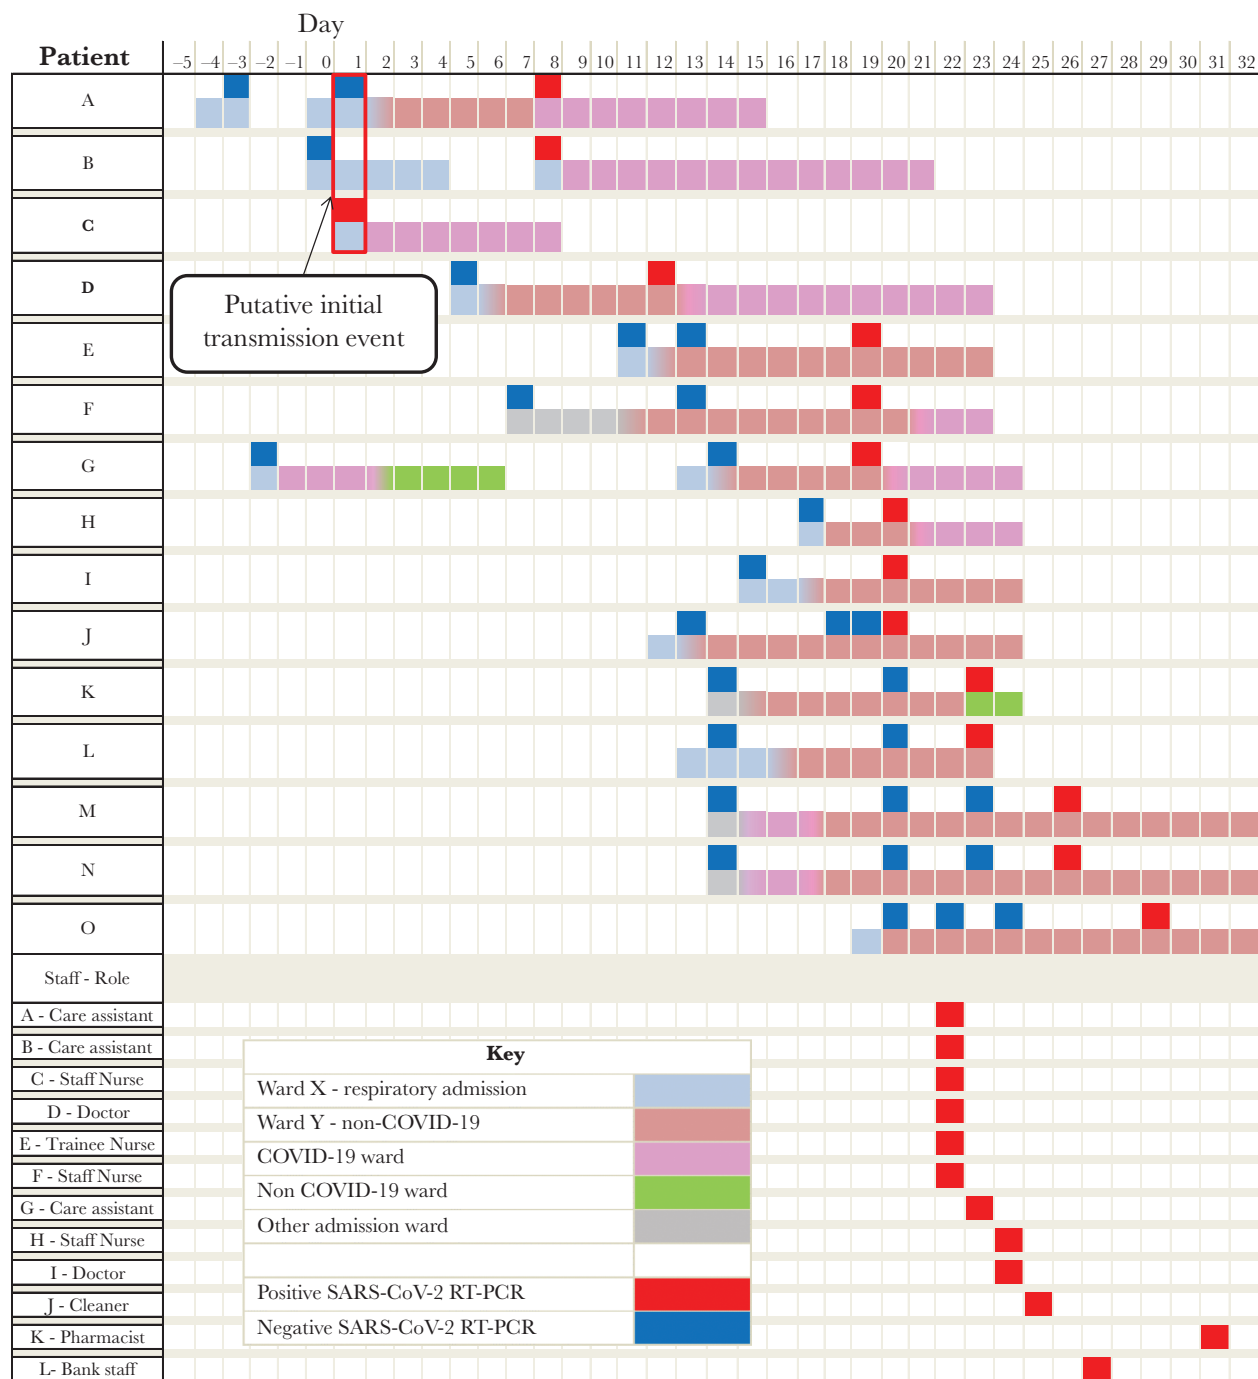 Day
Patient –5 –4 –3 –2 –1 0 1 2 3 4 5 6 7 8 9 10 11 12 13 14 15 16 17 18 19 20 21 22 23 24 25 26 27 28 29 30 31 32
A
B
C
Putative initial
transmission event
D
E
F
G
H
I
J
K
L
M
N
O
Staff - Role
A - Care assistant
B - Care assistant
C - Staff Nurse
D - Doctor
E - Trainee Nurse
F - Staff Nurse
G - Care assistant
H - Staff Nurse
I - Doctor
J - Cleaner
K - Pharmacist
L- Bank staff
Key
Ward X - respiratory admission
Ward Y - non-COVID-19
COVID-19 ward
Non COVID-19 ward
Other admission ward
Positive SARS-CoV-2 RT-PCR
Negative SARS-CoV-2 RT-PCR